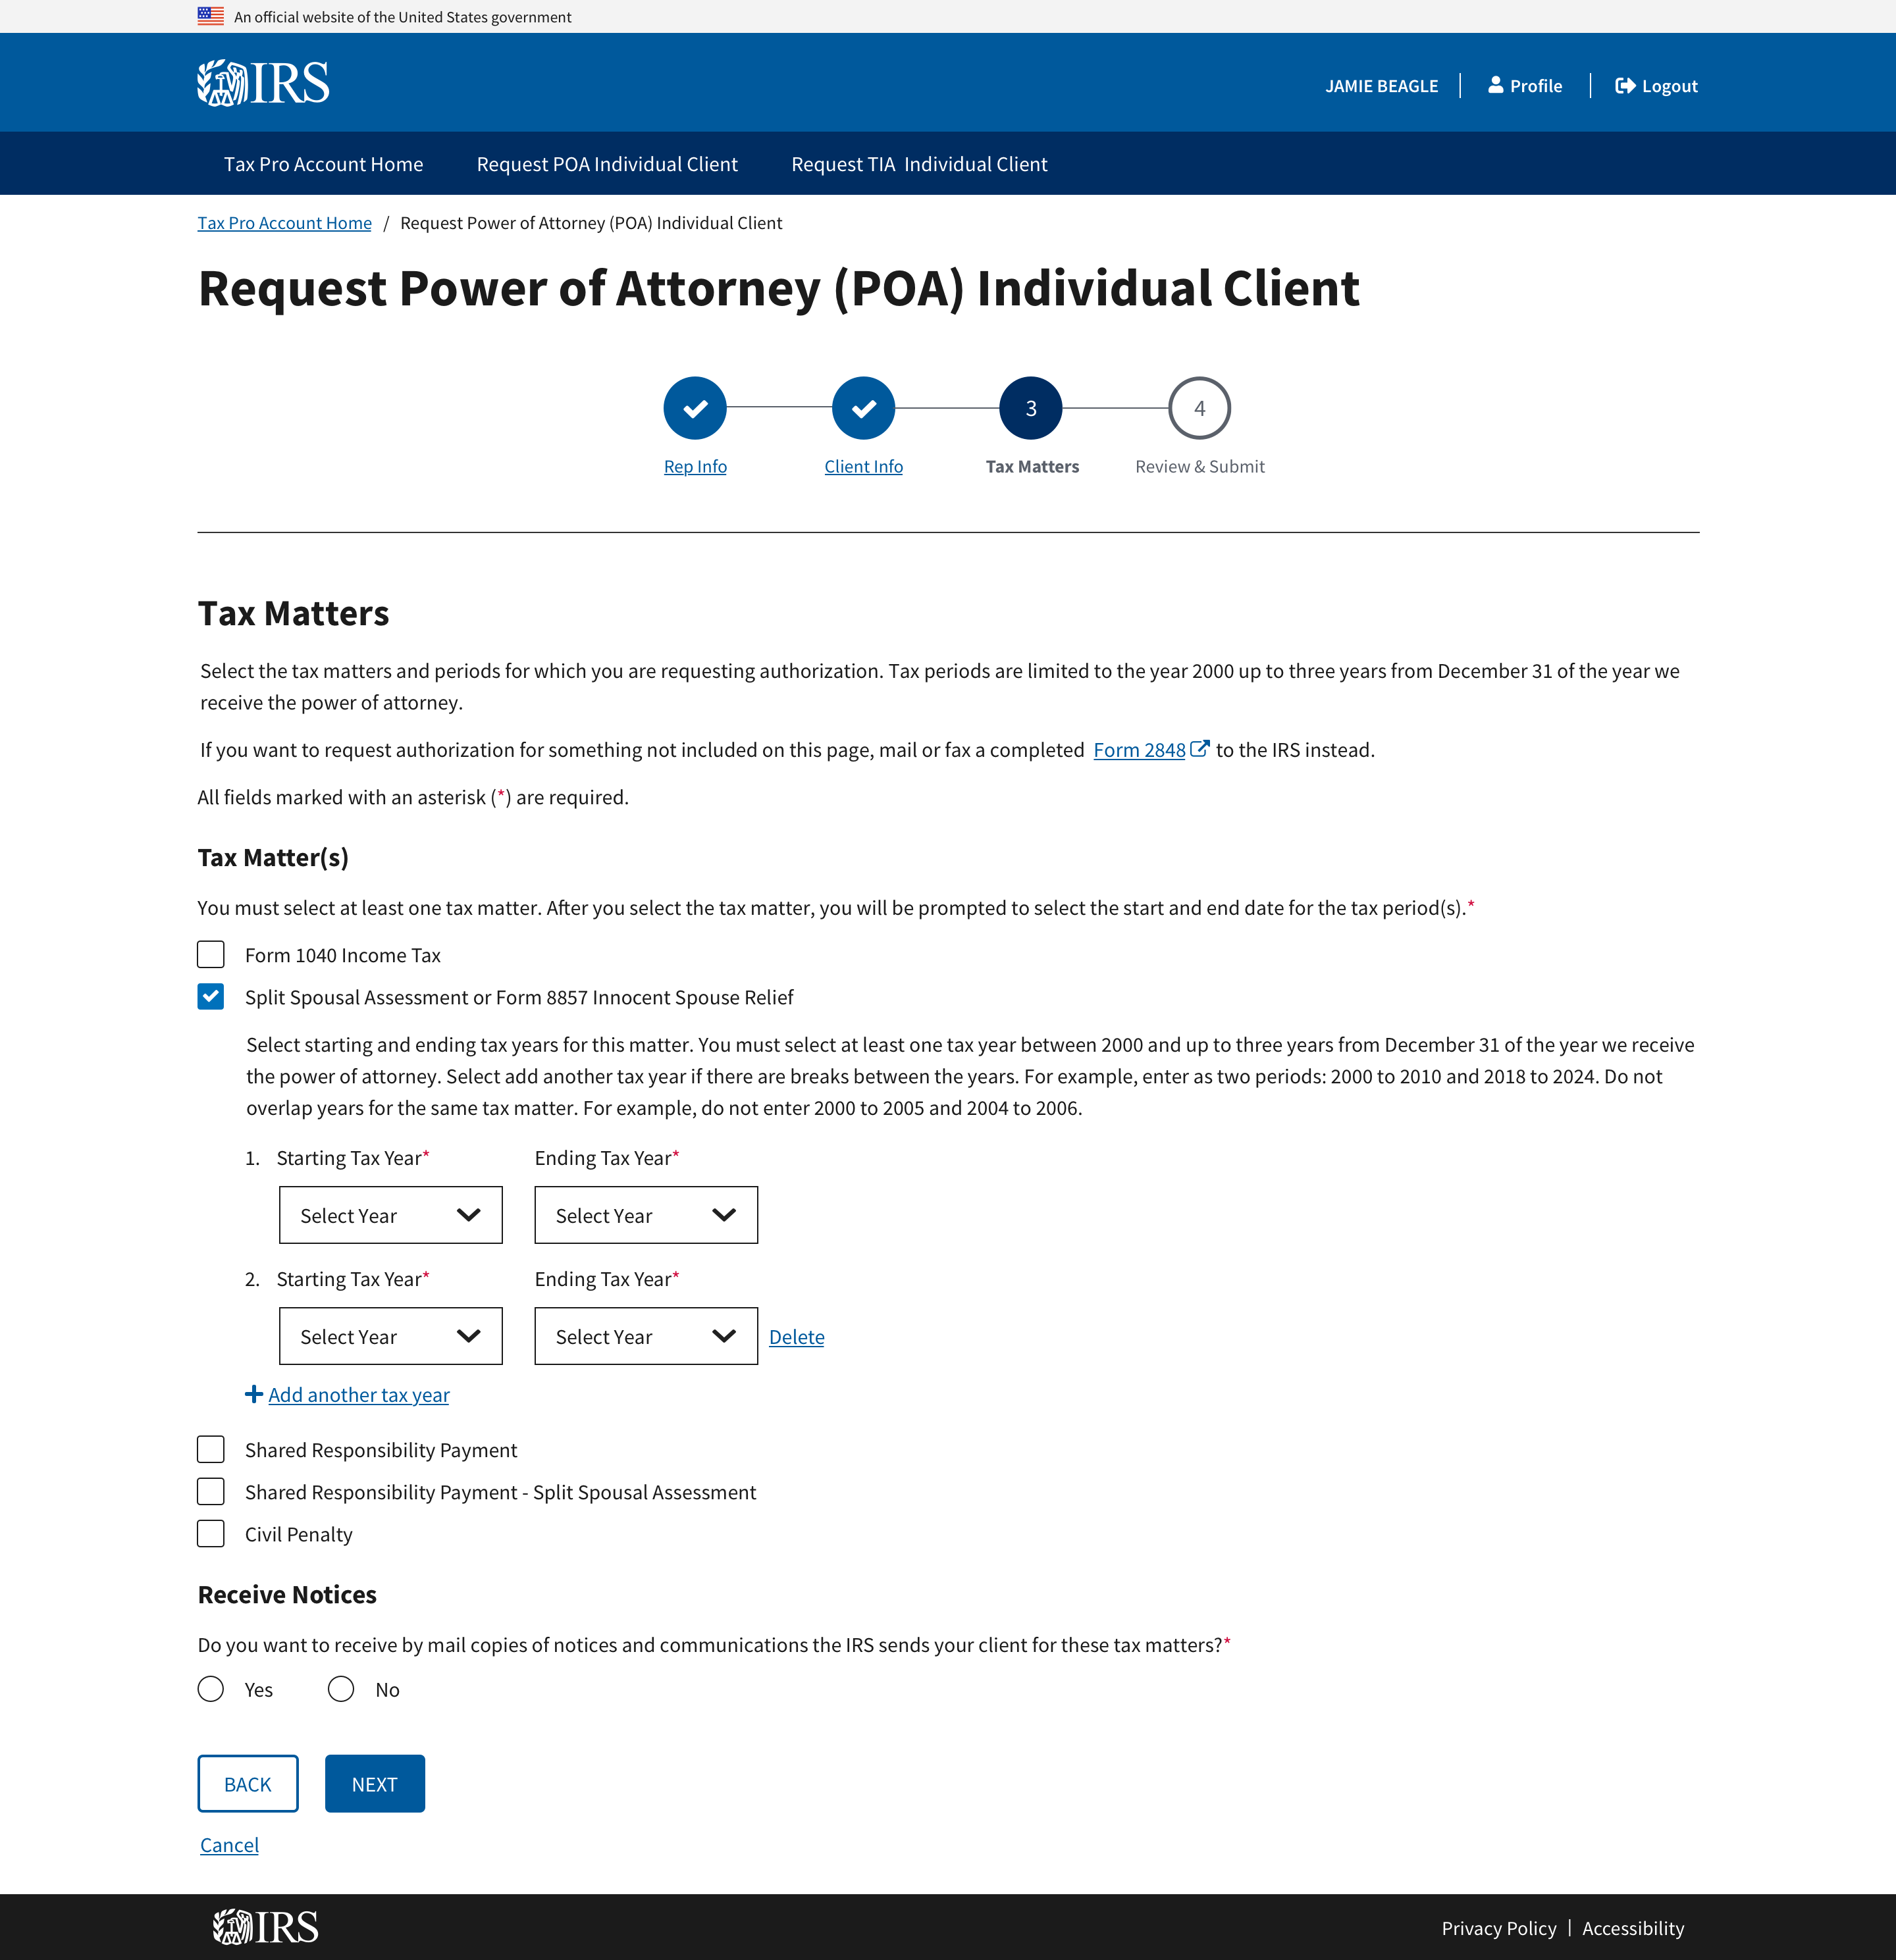 An official website of the United States government
IRS
JAMIE BEAGLE
Profile
Logout
Tax Pro Account Home
Request POA Individual Client
Request TIA  Individual Client
Tax Pro Account Home / Request Power of Attorney (POA) Individual Client
Request Power of Attorney (POA) Individual Client
3
4
Rep Info
Client Info
Tax Matters
Review & Submit
Tax Matters
Select the tax matters and periods for which you are requesting authorization. Tax periods are limited to the year 2000 up to three years from December 31 of the year we
receive the power of attorney.
If you want to request authorization for something not included on this page, mail or fax a completed Form 2848 to the IRS instead.
All fields marked with an asterisk (*) are required.
Tax Matter(s)
You must select at least one tax matter. After you select the tax matter, you will be prompted to select the start and end date for the tax period(s).*
Form 1040 Income Tax
Split Spousal Assessment or Form 8857 Innocent Spouse Relief
Select starting and ending tax years for this matter. You must select at least one tax year between 2000 and up to three years from December 31 of the year we receive
the power of attorney. Select add another tax year if there are breaks between the years. For example, enter as two periods: 2000 to 2010 and 2018 to 2024. Do not
overlap years for the same tax matter. For example, do not enter 2000 to 2005 and 2004 to 2006.
1. Starting Tax Year* Ending Tax Year*
Select Year Select Year
2. Starting Tax Year* Ending Tax Year*
Select Year Select Year Delete
Add another tax year
Shared Responsibility Payment
Shared Responsibility Payment - Split Spousal Assessment
Civil Penalty
Receive Notices
Do you want to receive by mail copies of notices and communications the IRS sends your client for these tax matters?*
Yes No
BACK NEXT
Cancel
IRS
Privacy Policy | Accessibility